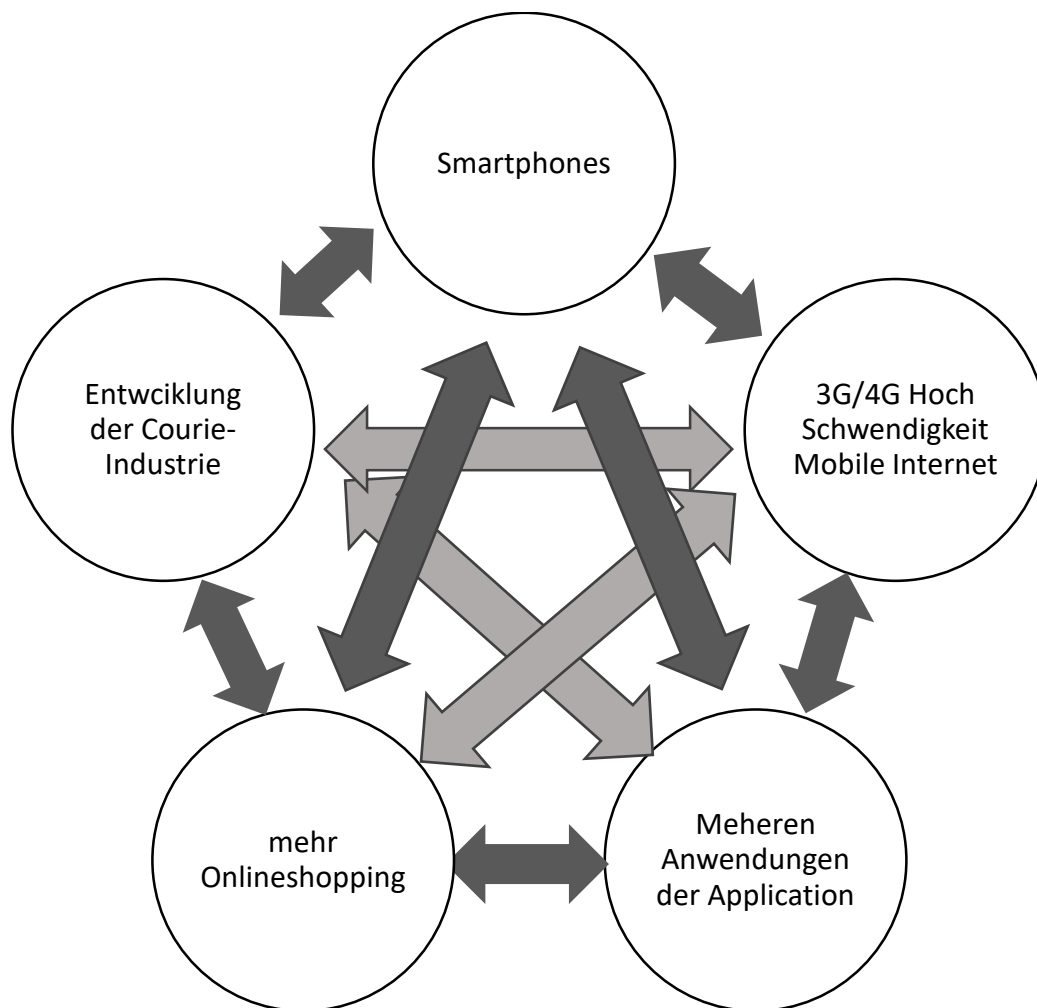 Smartphones
Entwciklung
der Courie-
Industrie
3G/4G Hoch
Schwendigkeit
Mobile Internet
mehr
Onlineshopping
Meheren
Anwendungen
der Application